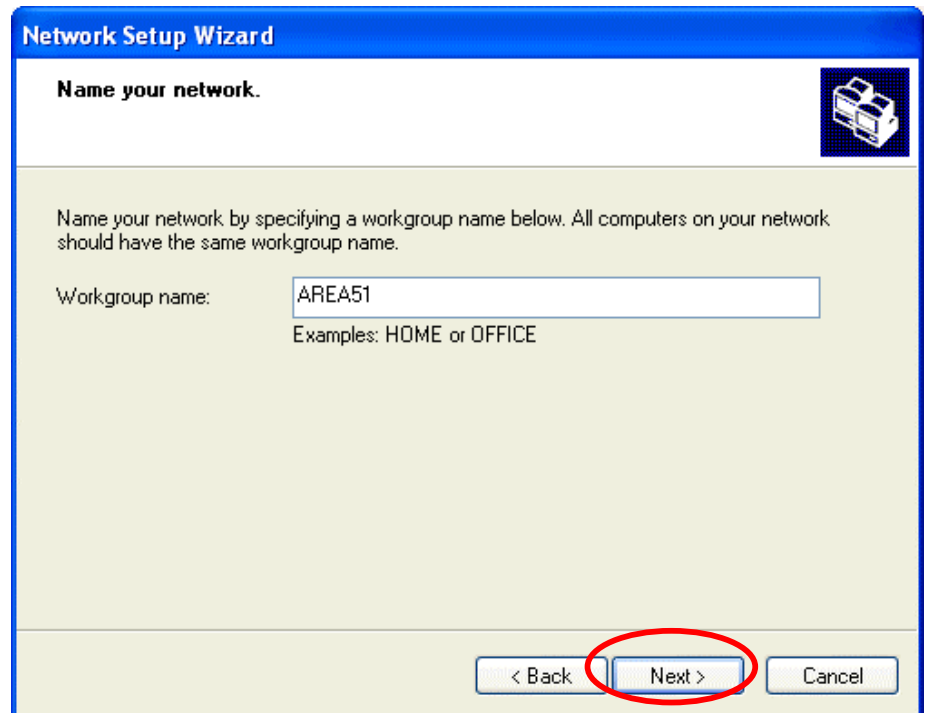 Network Setup Wizard
Name your network.
Name your network by specifying a workgroup name below. All computers on your network
should have the same workgroup name.
Workgroup name: AREA51
Examples: HOME or OFFICE
< Back Next > Cancel